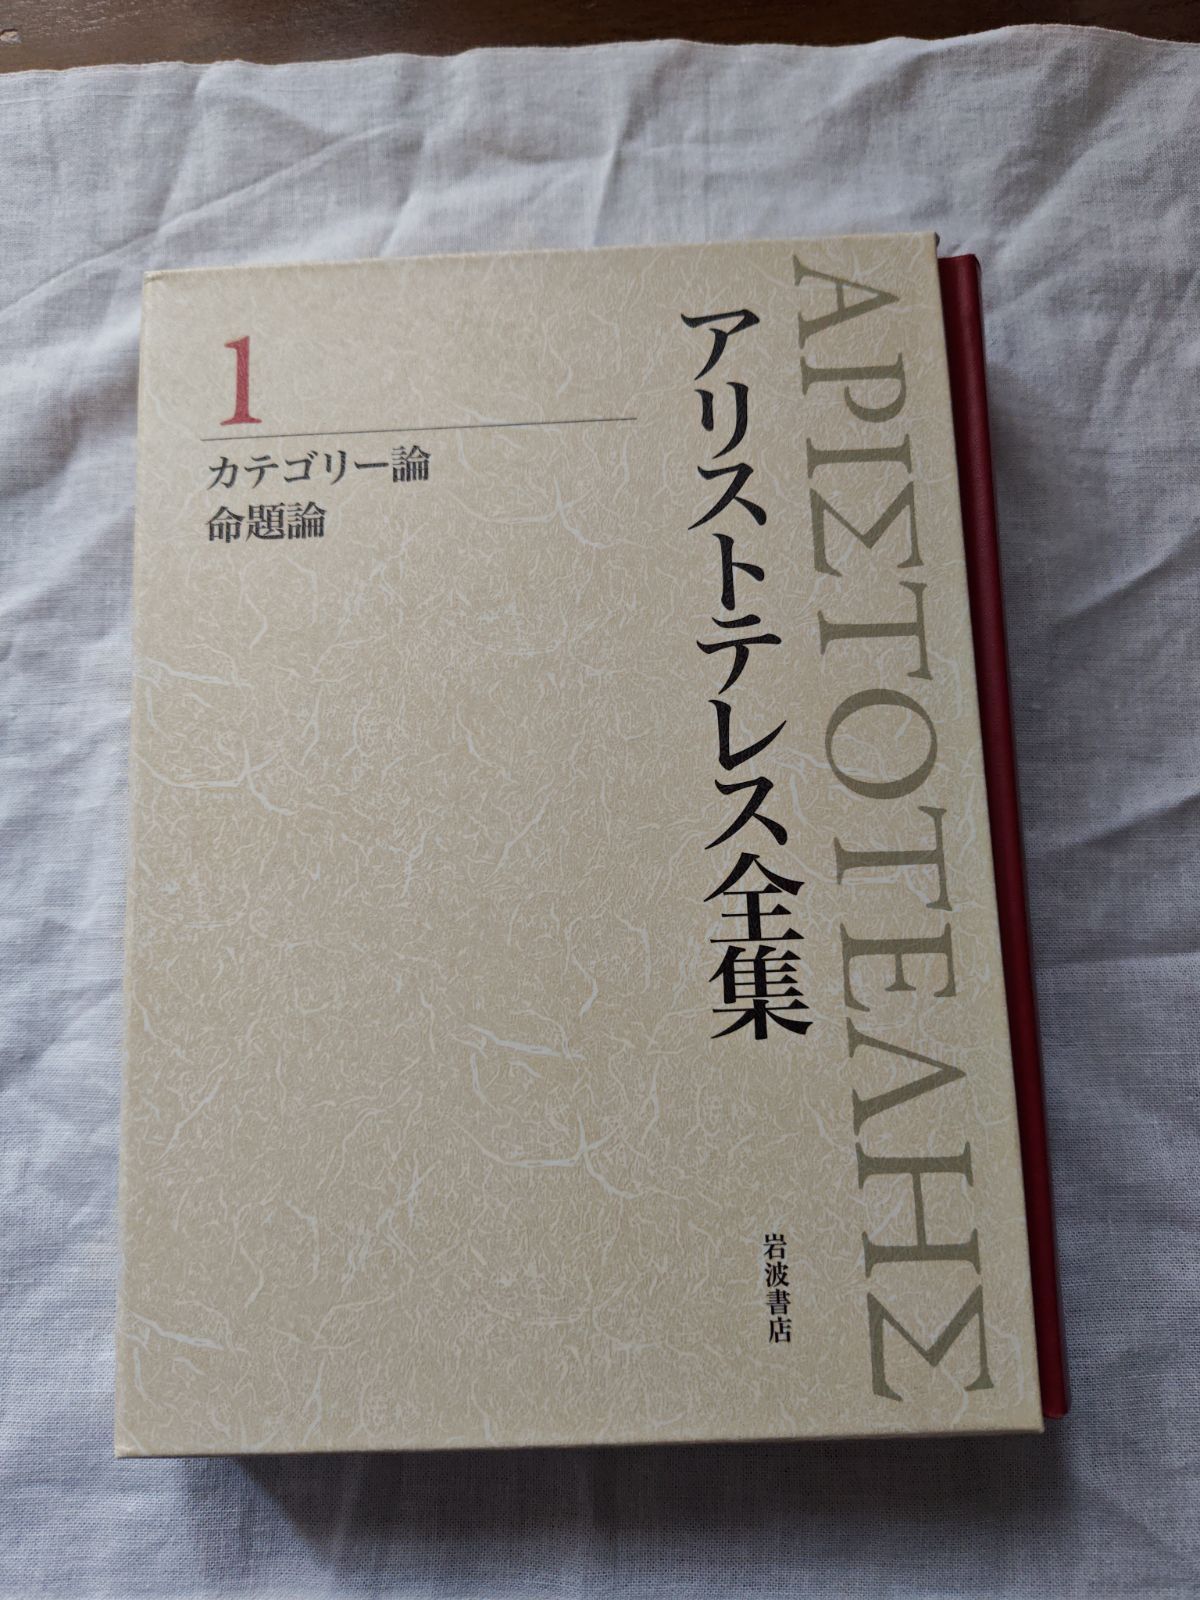 ΑΡΙΣΤΟΤΕΛΗΣ
アリストテレス全集
1
カテゴリー論
命題論
岩波書店